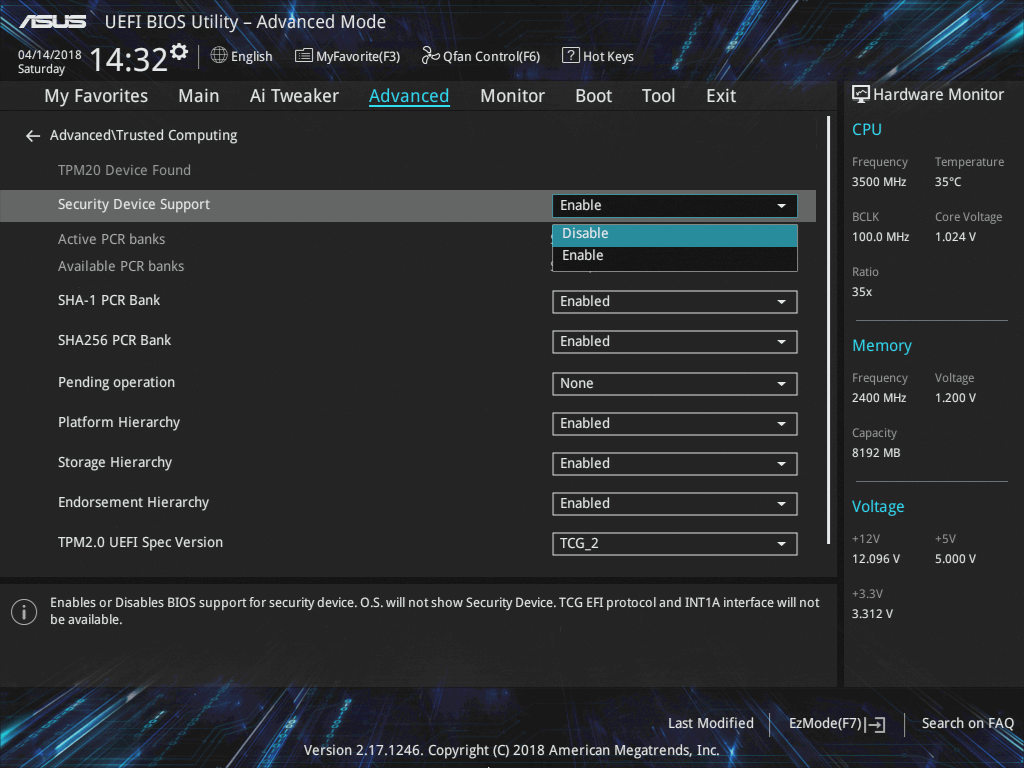 ASUS UEFI BIOS Utility – Advanced Mode
04/14/2018
Saturday
14:32
English
MyFavorite(F3)
Qfan Control(F6)
? Hot Keys
My Favorites Main Ai Tweaker Advanced Monitor Boot Tool Exit
Hardware Monitor
Advanced\Trusted Computing
TPM20 Device Found
Security Device Support Enable
Disable
Enable
Active PCR banks
Available PCR banks
SHA-1 PCR Bank Enabled
SHA256 PCR Bank Enabled
Pending operation None
Platform Hierarchy Enabled
Storage Hierarchy Enabled
Endorsement Hierarchy Enabled
TPM2.0 UEFI Spec Version TCG_2
Enables or Disables BIOS support for security device. O.S. will not show Security Device. TCG EFI protocol and INT1A interface will not
be available.
CPU
Frequency Temperature
3500 MHz 35°C
BCLK Core Voltage
100.0 MHz 1.024 V
Ratio
35x
Memory
Frequency Voltage
2400 MHz 1.200 V
Capacity
8192 MB
Voltage
+12V +5V
12.096 V 5.000 V
+3.3V
3.312 V
Last Modified
EzMode(F7)
Search on FAQ
Version 2.17.1246. Copyright (C) 2018 American Megatrends, Inc.